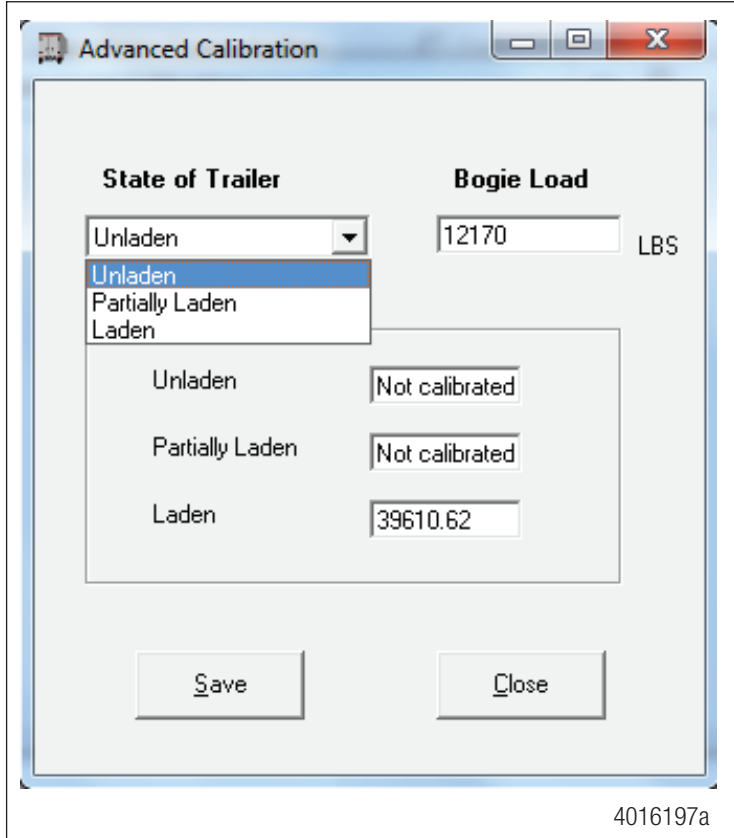 Advanced Calibration
State of Trailer Bogie Load
Unladen 12170 LBS
Unladen
Partially Laden
Laden
Unladen Not calibrated
Partially Laden Not calibrated
Laden 39610.62
Save Close
4016197a